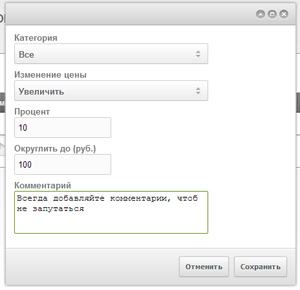 Категория
Все
Изменение цены
Увеличить
Процент
10
Округлить до (руб.)
100
Комментарий
Всегда добавляйте комментарии, чтоб
не запутаться
Отменить Сохранить